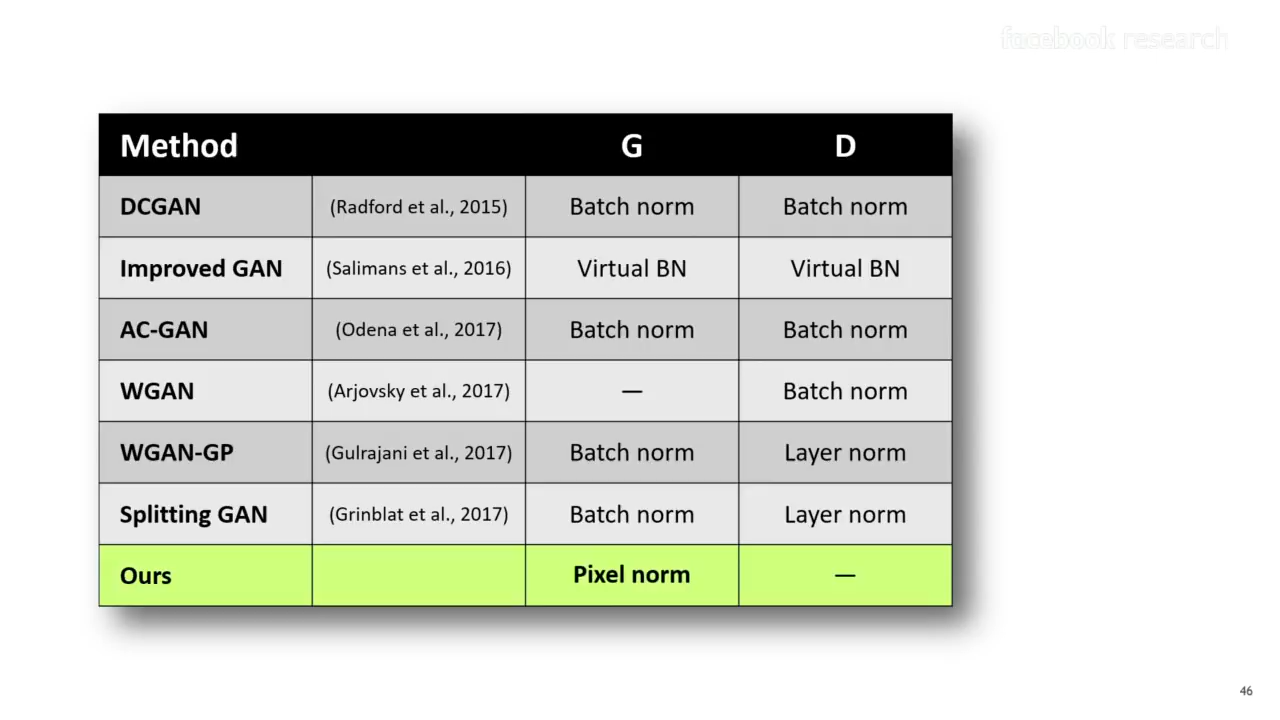 facebook research
Method G D
DCGAN (Radford et al., 2015) Batch norm Batch norm
Improved GAN (Salimans et al., 2016) Virtual BN Virtual BN
AC-GAN (Odena et al., 2017) Batch norm Batch norm
WGAN (Arjovsky et al., 2017) — Batch norm
WGAN-GP (Gulrajani et al., 2017) Batch norm Layer norm
Splitting GAN (Grinblat et al., 2017) Batch norm Layer norm
Ours Pixel norm —
46